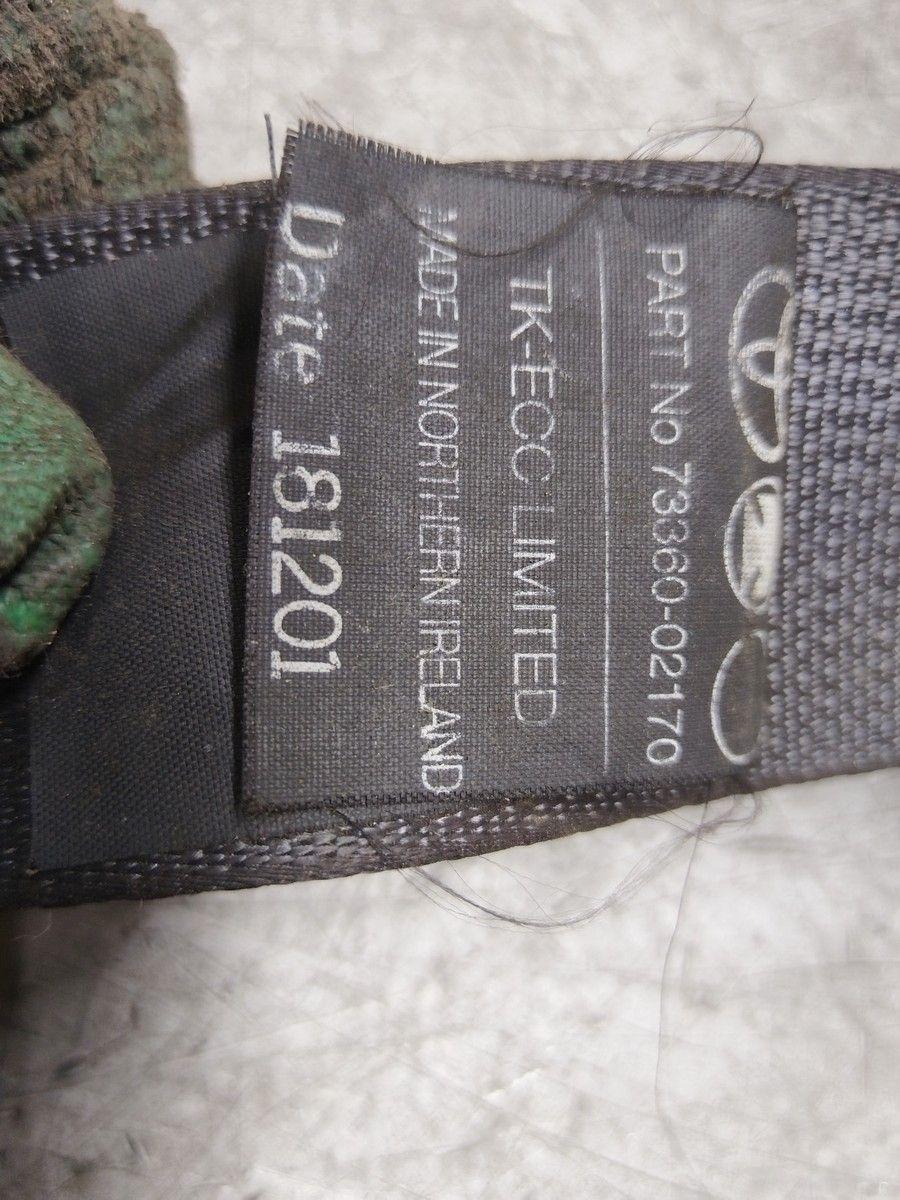 PART No 73360-02170
TK-ECC LIMITED
MADE IN NORTHERN IRELAND
Date 181201